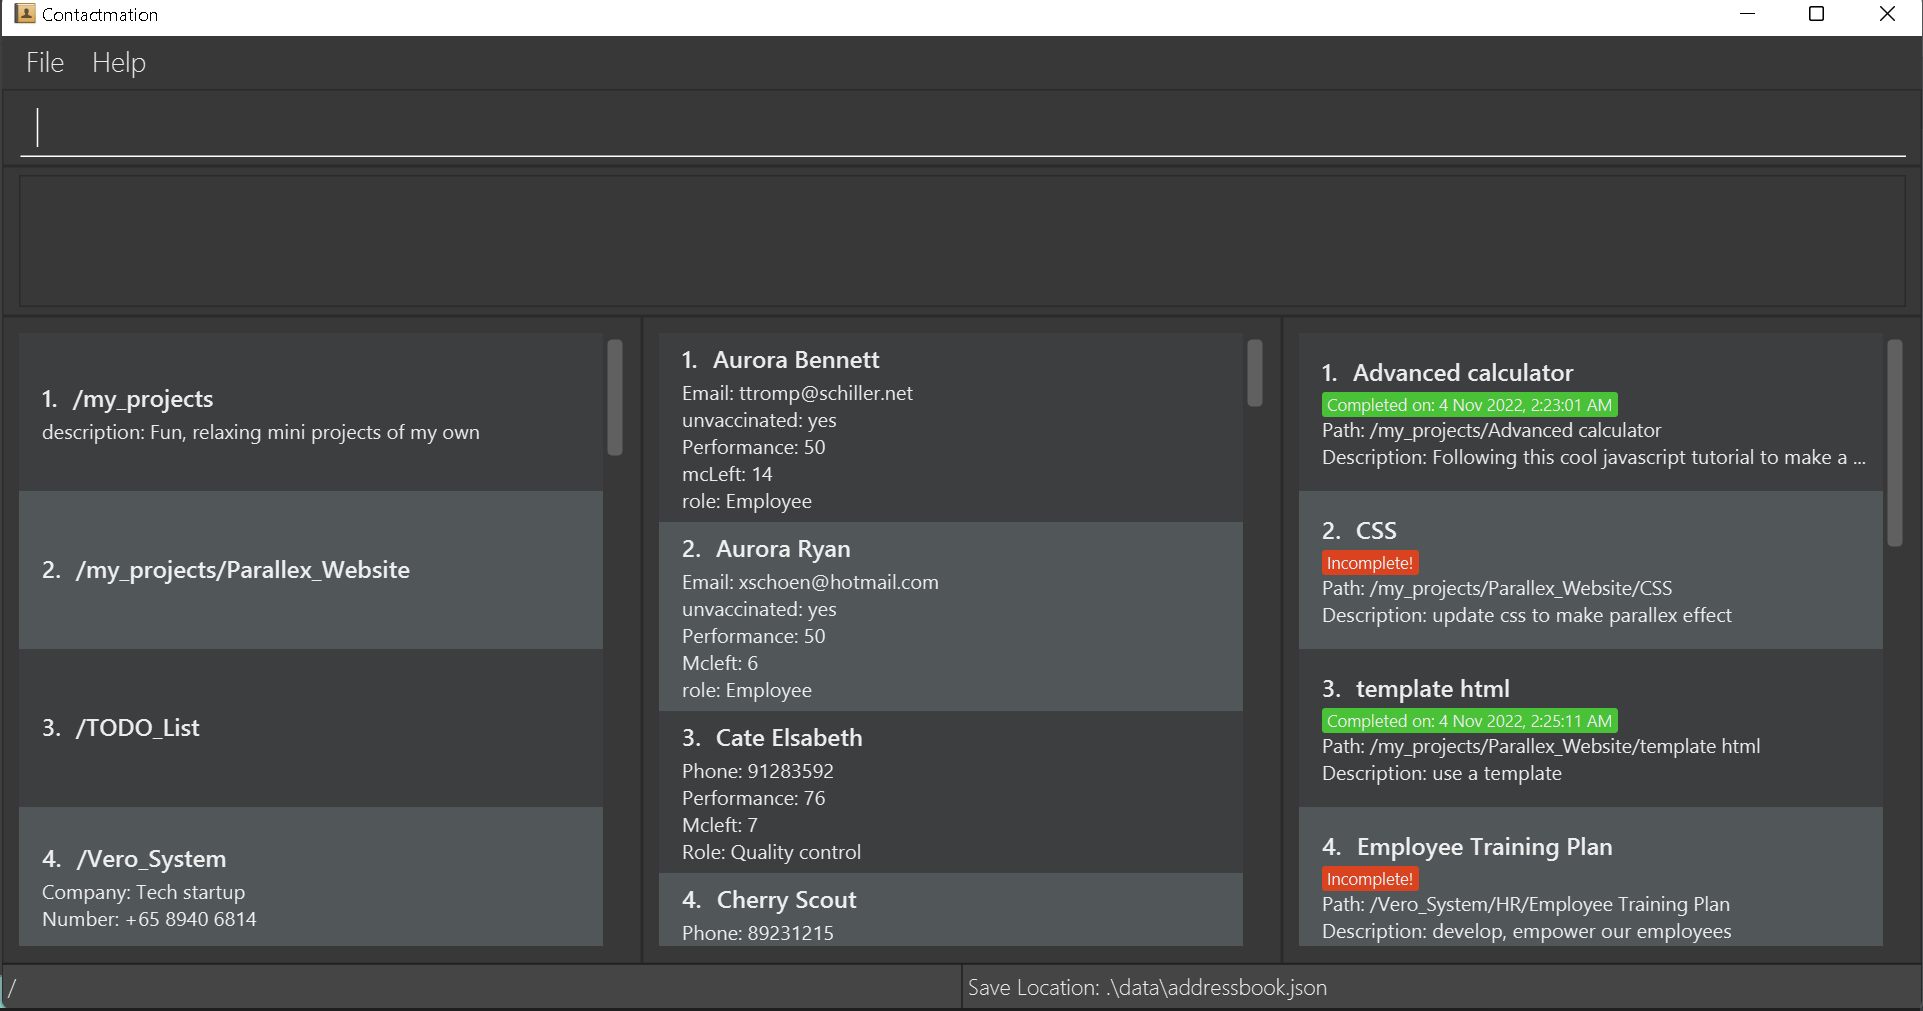 Contactmation
File Help
1. /my_projects
description: Fun, relaxing mini projects of my own
2. /my_projects/Parallex_Website
3. /TODO_List
4. /Vero_System
Company: Tech startup
Number: +65 8940 6814
1. Aurora Bennett
Email: ttromp@schiller.net
unvaccinated: yes
Performance: 50
mcLeft: 14
role: Employee
2. Aurora Ryan
Email: xschoen@hotmail.com
unvaccinated: yes
Performance: 50
Mcleft: 6
role: Employee
3. Cate Elsabeth
Phone: 91283592
Performance: 76
Mcleft: 7
Role: Quality control
4. Cherry Scout
Phone: 89231215
1. Advanced calculator
Completed on: 4 Nov 2022, 2:23:01 AM
Path: /my_projects/Advanced calculator
Description: Following this cool javascript tutorial to make a ...
2. CSS
Incomplete!
Path: /my_projects/Parallex_Website/CSS
Description: update css to make parallex effect
3. template html
Completed on: 4 Nov 2022, 2:25:11 AM
Path: /my_projects/Parallex_Website/template html
Description: use a template
4. Employee Training Plan
Incomplete!
Path: /Vero_System/HR/Employee Training Plan
Description: develop, empower our employees
/
Save Location: .\data\addressbook.json